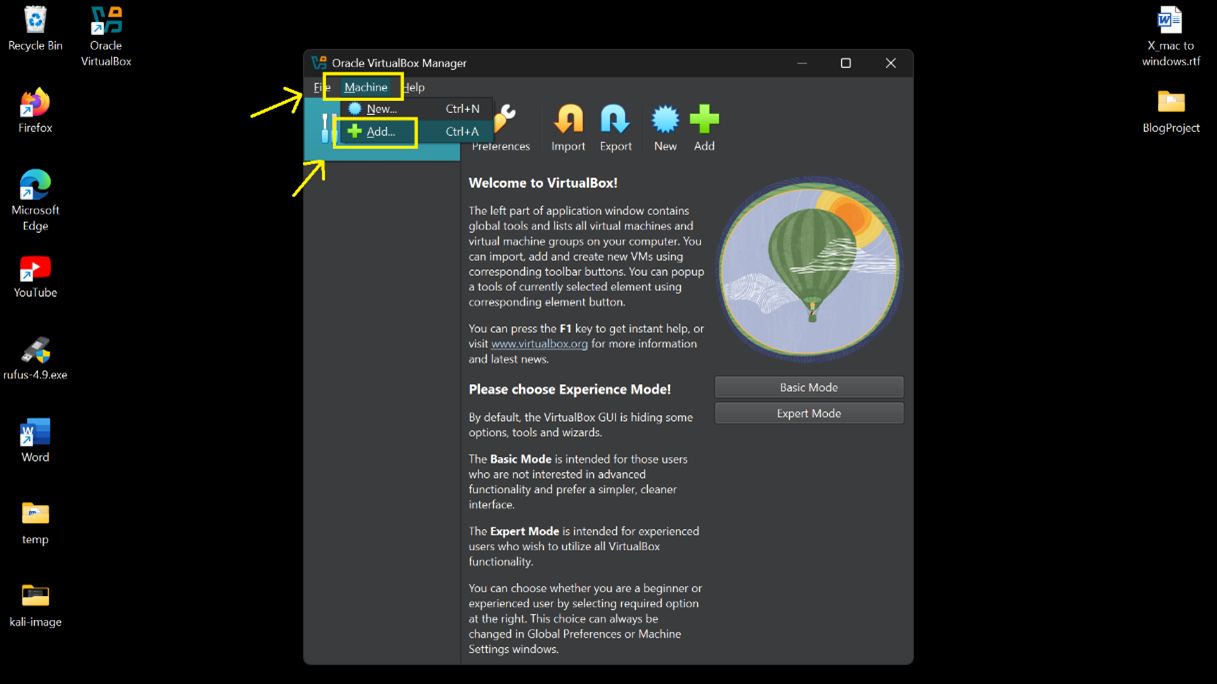 Recycle Bin
Oracle
VirtualBox
Firefox
Microsoft
Edge
YouTube
rufus-4.9.exe
Word
temp
kali-image
Oracle VirtualBox Manager
File
Machine
Help
New...
Ctrl+N
Add...
Ctrl+A
Preferences
Import
Export
New
Add
Welcome to VirtualBox!
The left part of application window contains
global tools and lists all virtual machines and
virtual machine groups on your computer. You
can import, add and create new VMs using
corresponding toolbar buttons. You can popup
a tools of currently selected element using
corresponding element button.
You can press the F1 key to get instant help, or
visit www.virtualbox.org for more information
and latest news.
Please choose Experience Mode!
By default, the VirtualBox GUI is hiding some
options, tools and wizards.
The Basic Mode is intended for those users
who are not interested in advanced
functionality and prefer a simpler, cleaner
interface.
The Expert Mode is intended for experienced
users who wish to utilize all VirtualBox
functionality.
You can choose whether you are a beginner or
experienced user by selecting required option
at the right. This choice can always be
changed in Global Preferences or Machine
Settings windows.
Basic Mode
Expert Mode
X_mac to
windows.rtf
BlogProject